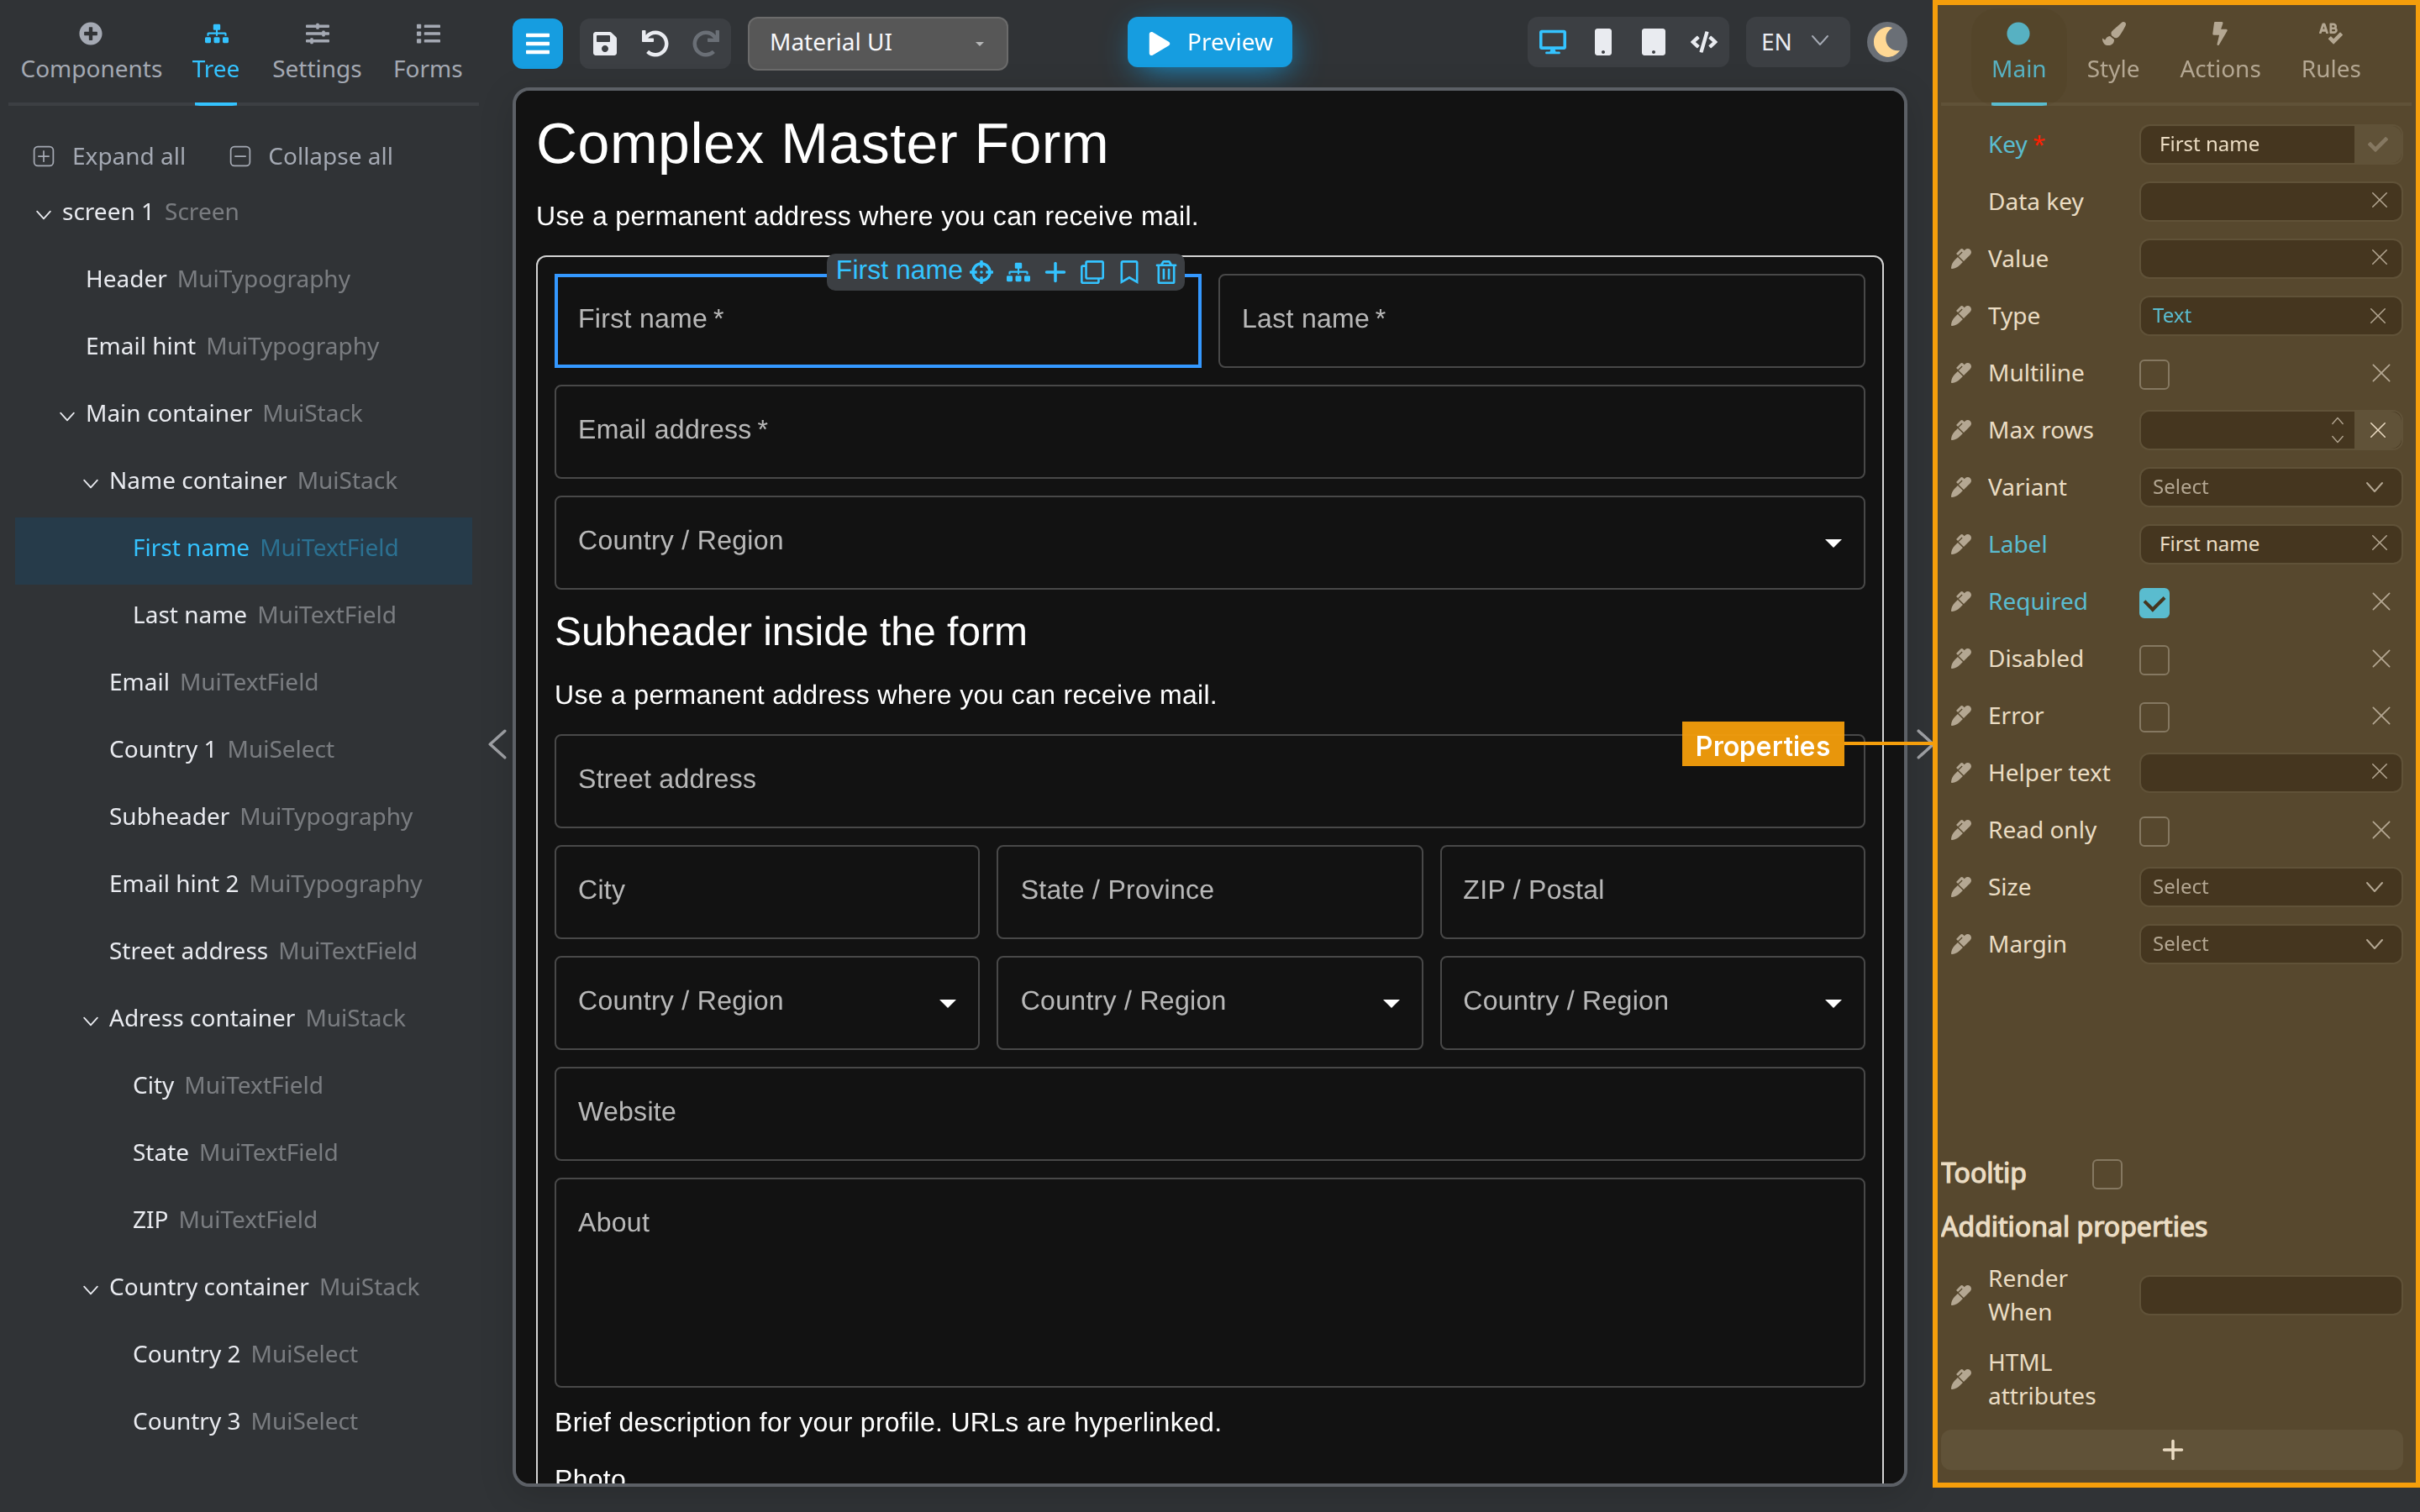 Components
Tree
Settings
Forms
Material UI
Preview
EN
Main
Style
Actions
Rules
Expand all
Collapse all
screen 1 Screen
Header MuiTypography
Email hint MuiTypography
Main container MuiStack
Name container MuiStack
First name MuiTextField
Last name MuiTextField
Email MuiTextField
Country 1 MuiSelect
Subheader MuiTypography
Email hint 2 MuiTypography
Street address MuiTextField
Adress container MuiStack
City MuiTextField
State MuiTextField
ZIP MuiTextField
Country container MuiStack
Country 2 MuiSelect
Country 3 MuiSelect
Complex Master Form
Use a permanent address where you can receive mail.
First name
First name *
Last name *
Email address *
Country / Region
Subheader inside the form
Use a permanent address where you can receive mail.
Properties
Street address
City
State / Province
ZIP / Postal
Country / Region
Country / Region
Country / Region
Website
About
Brief description for your profile. URLs are hyperlinked.
Photo
AB
Key * First name
Data key
Value
Type Text
Multiline
Max rows
Variant Select
Label First name
Required
Disabled
Error
Helper text
Read only
Size Select
Margin Select
Tooltip
Additional properties
Render
When
HTML
attributes